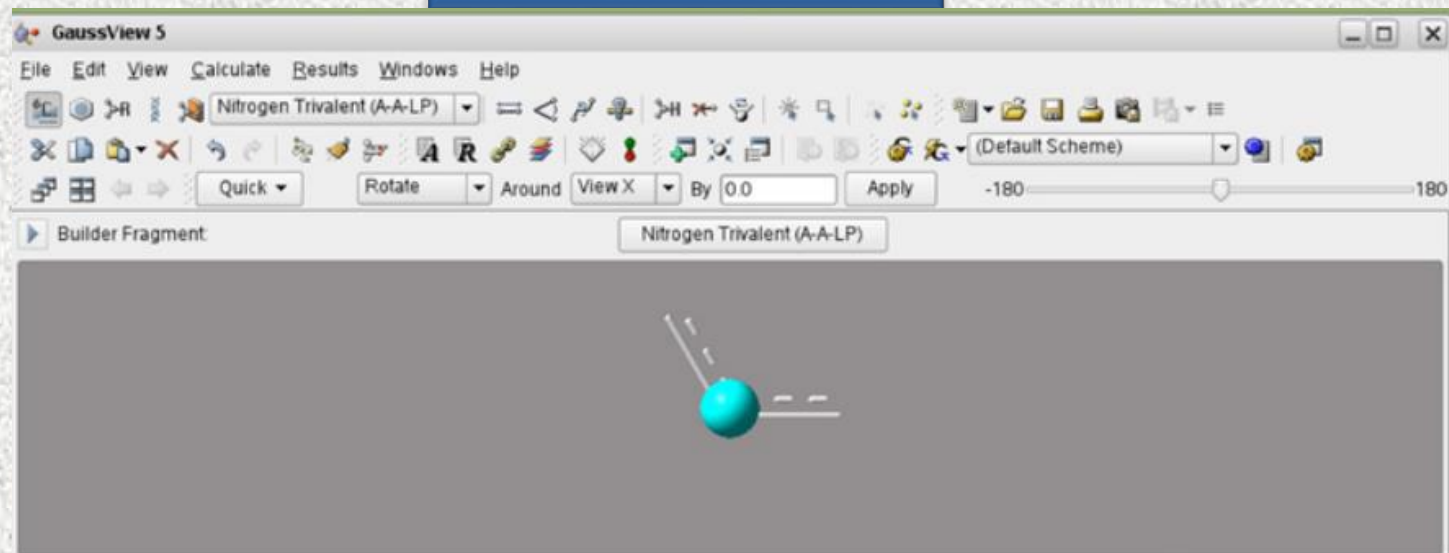 GaussView 5
File Edit View Calculate Results Windows Help
Nitrogen Trivalent (A-A-LP)
(Default Scheme)
Quick Rotate Around View X By 0.0 Apply -180 180
Builder Fragment: Nitrogen Trivalent (A-A-LP)